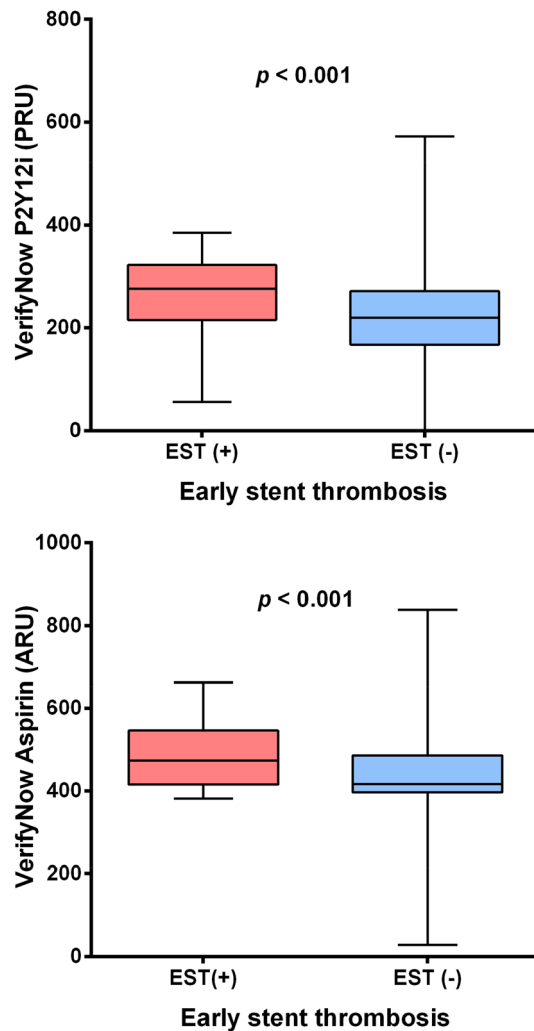 800
600
400
200
0
VerifyNow P2Y12i (PRU)
p < 0.001
EST (+)
EST (-)
Early stent thrombosis
1000
800
600
400
200
0
VerifyNow Aspirin (ARU)
p < 0.001
EST(+)
EST (-)
Early stent thrombosis